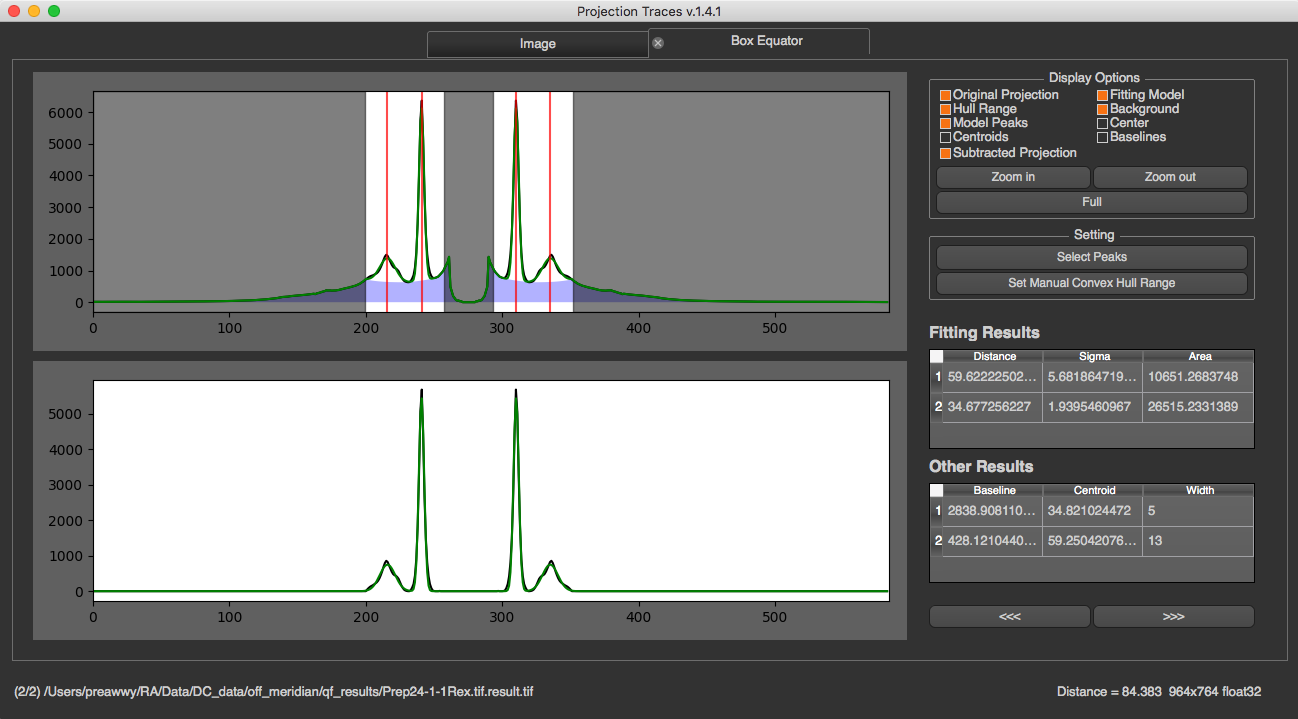 Projection Traces v.1.4.1
Image
Box Equator
6000
5000
4000
3000
2000
1000
0
0 100 200 300 400 500
5000
4000
3000
2000
1000
0
0 100 200 300 400 500
Display Options
Original Projection Fitting Model
Hull Range Background
Model Peaks Center
Centroids Baselines
Subtracted Projection
Zoom in Zoom out
Full
Setting
Select Peaks
Set Manual Convex Hull Range
Fitting Results
Distance Sigma Area
1 59.62222502... 5.681864719... 10651.2683748
2 34.677256227 1.9395460967 26515.2331389
Other Results
Baseline Centroid Width
1 2838.908110... 34.821024472 5
2 428.1210440... 59.25042076... 13
<<< >>>
(2/2) /Users/preawwy/RA/Data/DC_data/off_meridian/qf_results/Prep24-1-1Rex.tif.result.tif
Distance = 84.383 964x764 float32